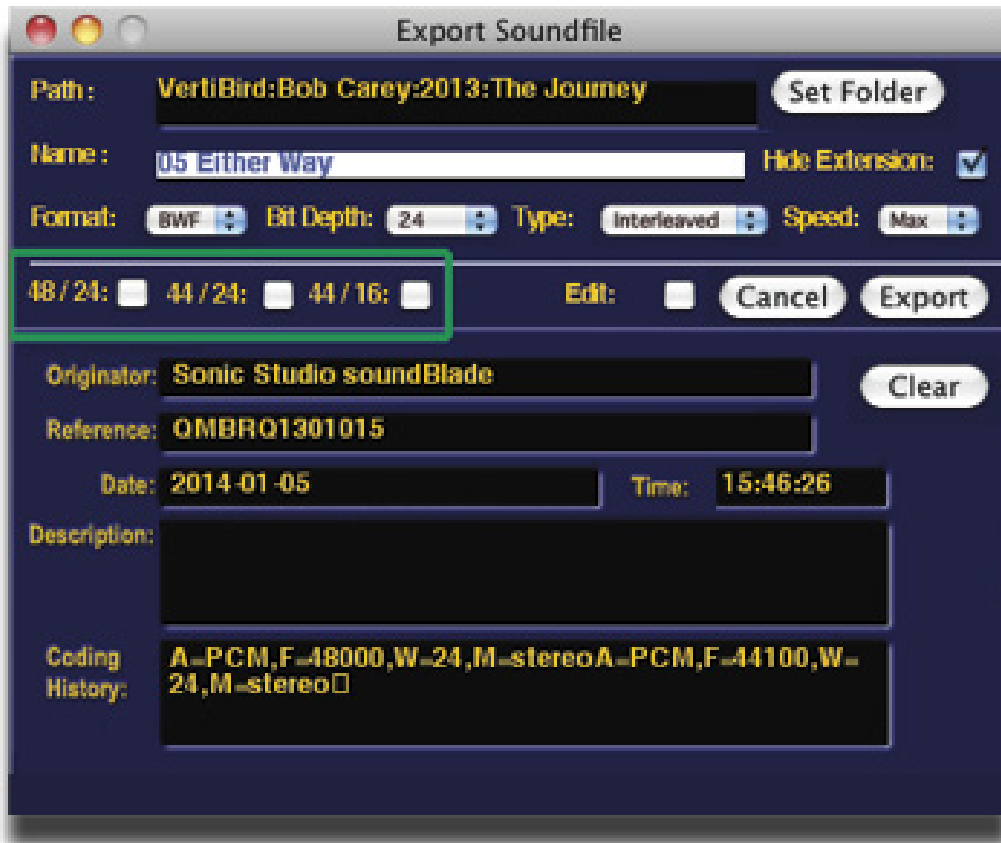 Export Soundfile
Path: VertiBird:Bob Carey:2013:The Journey Set Folder
Name: 05 Either Way Hide Extension:
Format: BWF Bit Depth: 24 Type: Interleaved Speed: Max
48/24: 44/24: 44/16: Edit: Cancel Export
Originator: Sonic Studio soundBlade Clear
Reference: QMBRQ1301015
Date: 2014-01-05 Time: 15:46:26
Description:
Coding History: A=PCM,F=48000,W=24,M=stereoA=PCM,F=44100,W=
24,M=stereo□